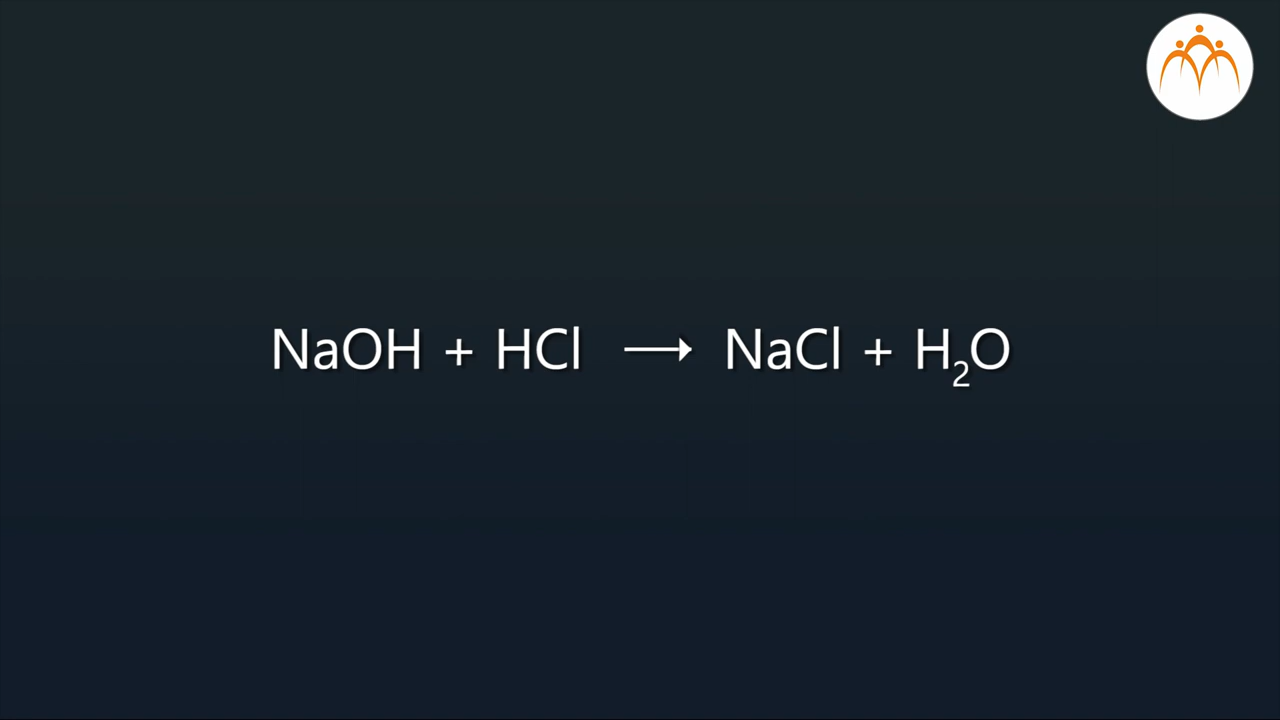 NaOH + HCl ⟶ NaCl + H₂O